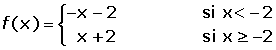 f(x) = { -x - 2 si x < -2
x + 2 si x ≥ -2